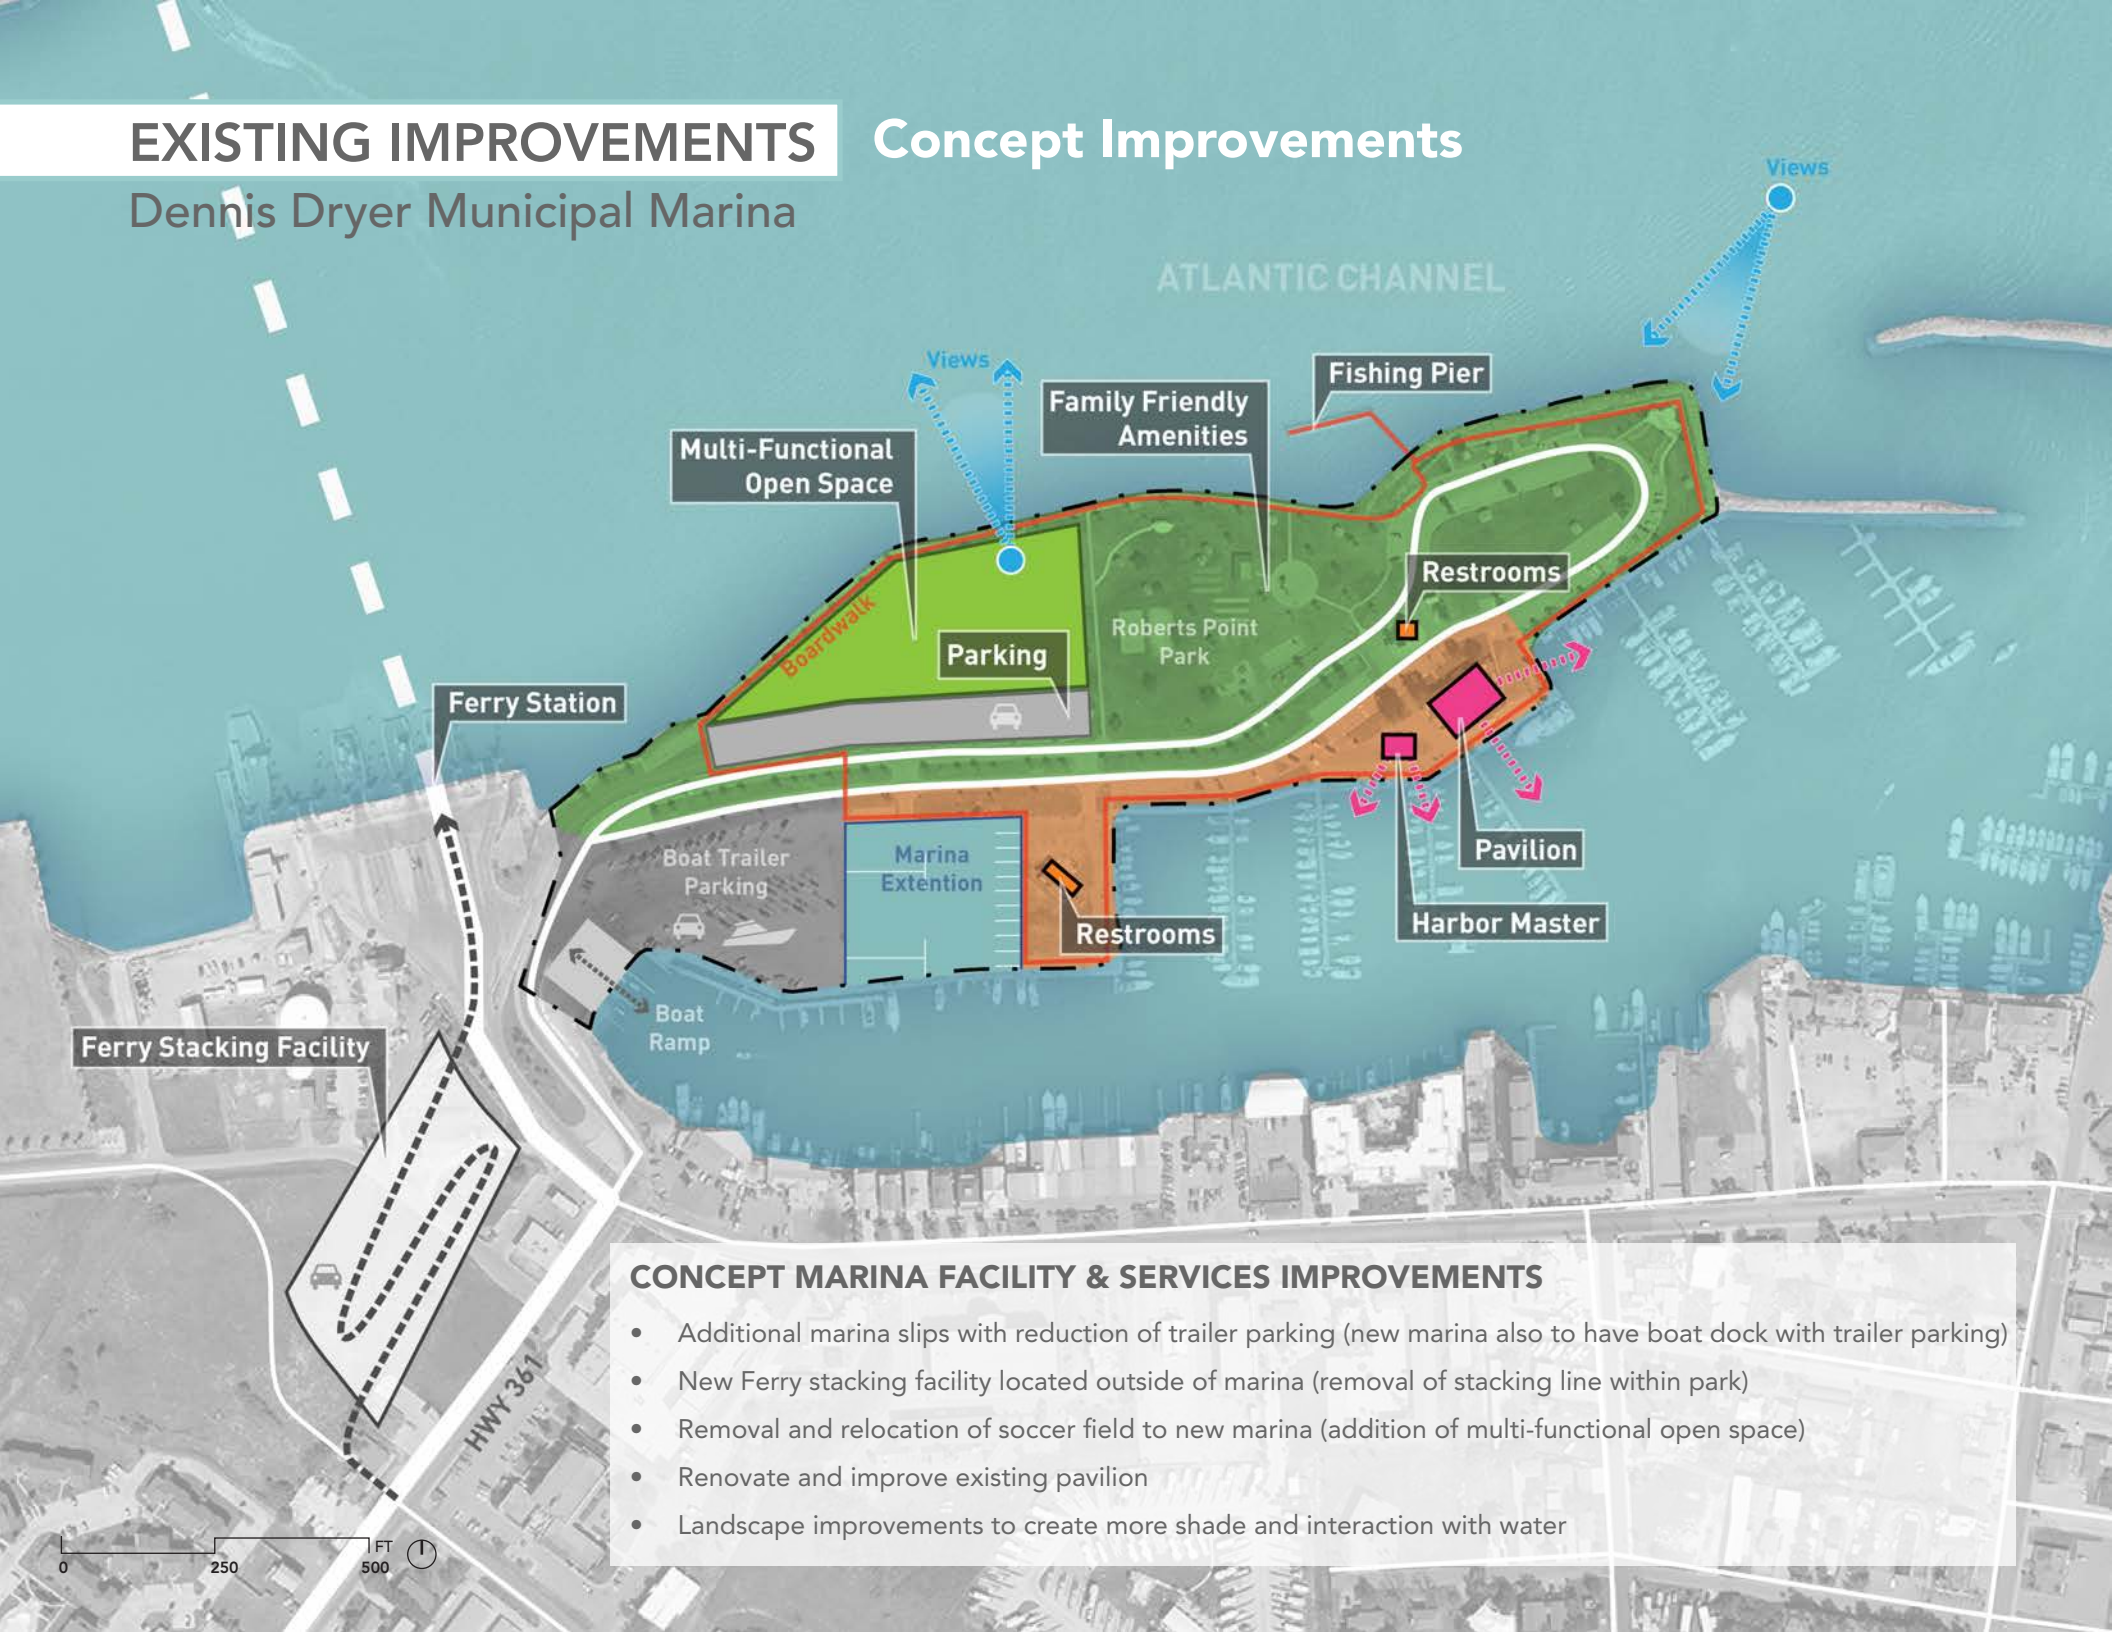 EXISTING IMPROVEMENTS
Concept Improvements
Dennis Dryer Municipal Marina
Views
ATLANTIC CHANNEL
Views
Fishing Pier
Family Friendly
Amenities
Multi-Functional
Open Space
Restrooms
Boardwalk
Roberts Point
Park
Parking
Ferry Station
Boat Trailer
Parking
Marina
Extention
Pavilion
Restrooms
Harbor Master
Boat
Ramp
Ferry Stacking Facility
HWY 361
CONCEPT MARINA FACILITY & SERVICES IMPROVEMENTS
• Additional marina slips with reduction of trailer parking (new marina also to have boat dock with trailer parking)
• New Ferry stacking facility located outside of marina (removal of stacking line within park)
• Removal and relocation of soccer field to new marina (addition of multi-functional open space)
• Renovate and improve existing pavilion
• Landscape improvements to create more shade and interaction with water
FT
0 250 500